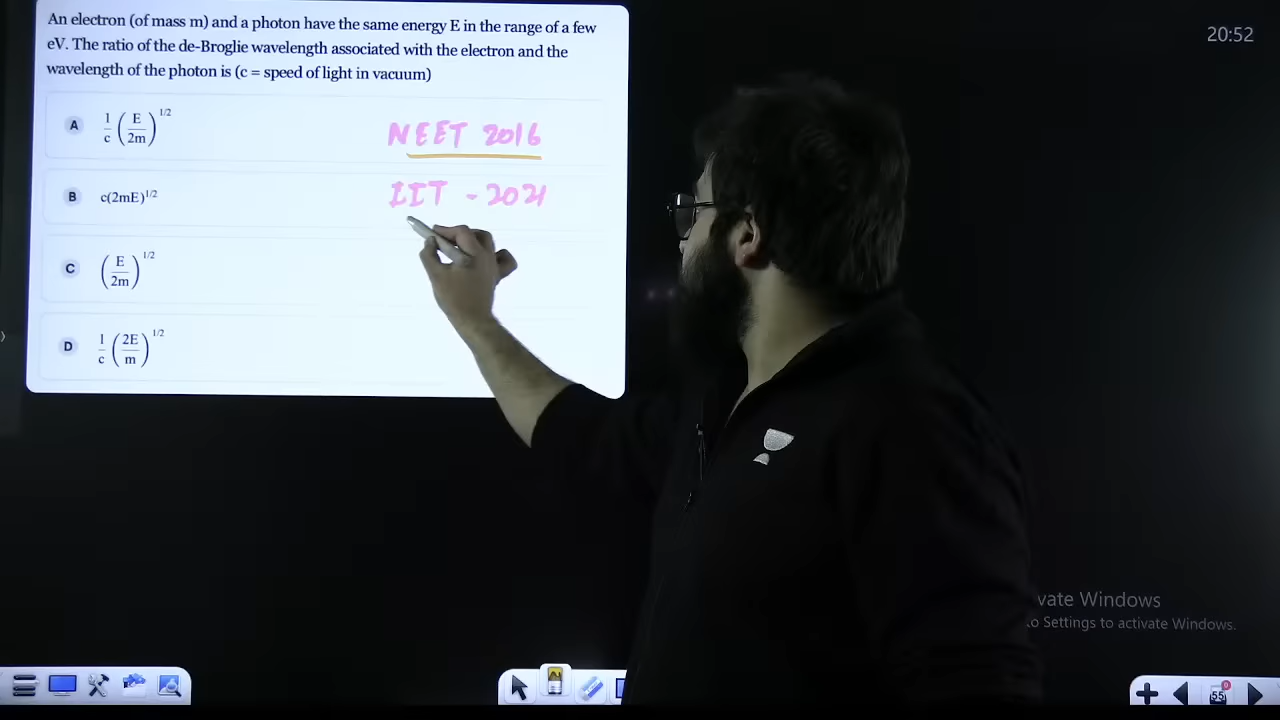 20:52
An electron (of mass m) and a photon have the same energy E in the range of a few
eV. The ratio of the de-Broglie wavelength associated with the electron and the
wavelength of the photon is (c = speed of light in vacuum)
A 1/c (E/2m)^1/2
NEET 2016
B c(2mE)^1/2
IIT - 2021
C (E/2m)^1/2
D 1/c (2E/m)^1/2
vate Windows
o Settings to activate Windows.
55